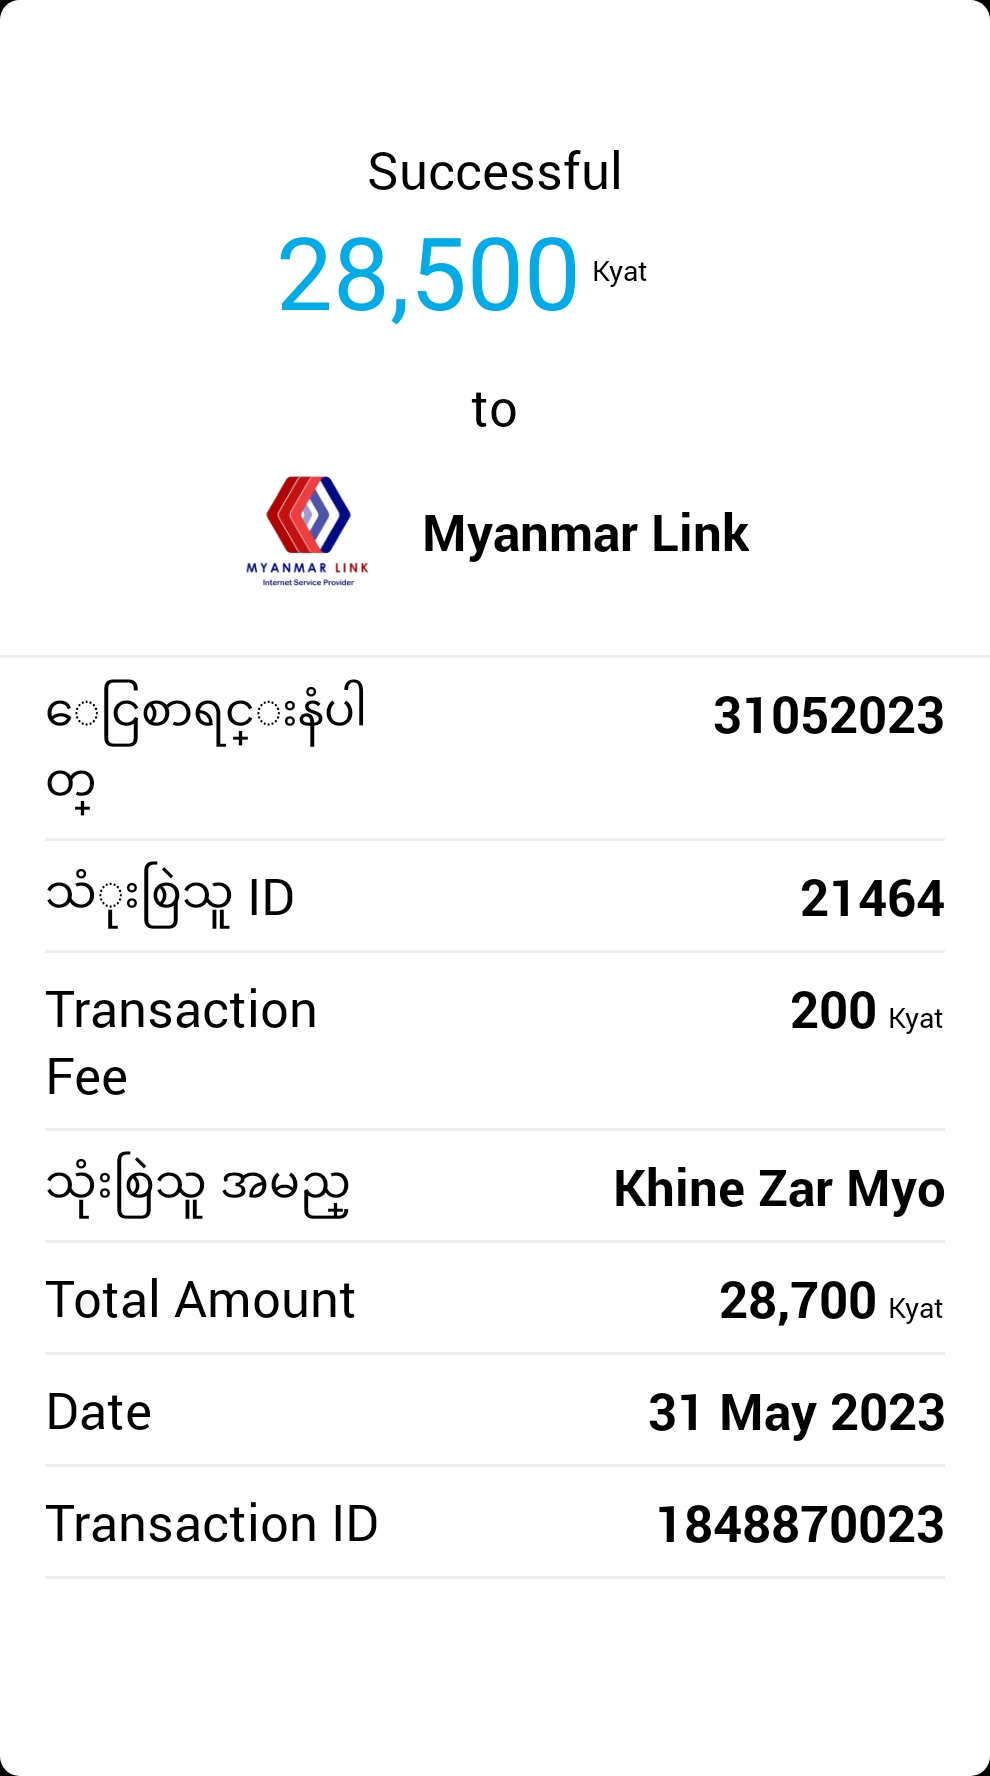 Successful
28,500 Kyat
to
MYANMAR LINK
Internet Service Provider
Myanmar Link
ေငြစာရင္းနံပါ
တ္
31052023
သံုးစြဲသူ ID
21464
Transaction
Fee
200 Kyat
သုံးစြဲသူ အမည္
Khine Zar Myo
Total Amount
28,700 Kyat
Date
31 May 2023
Transaction ID
1848870023